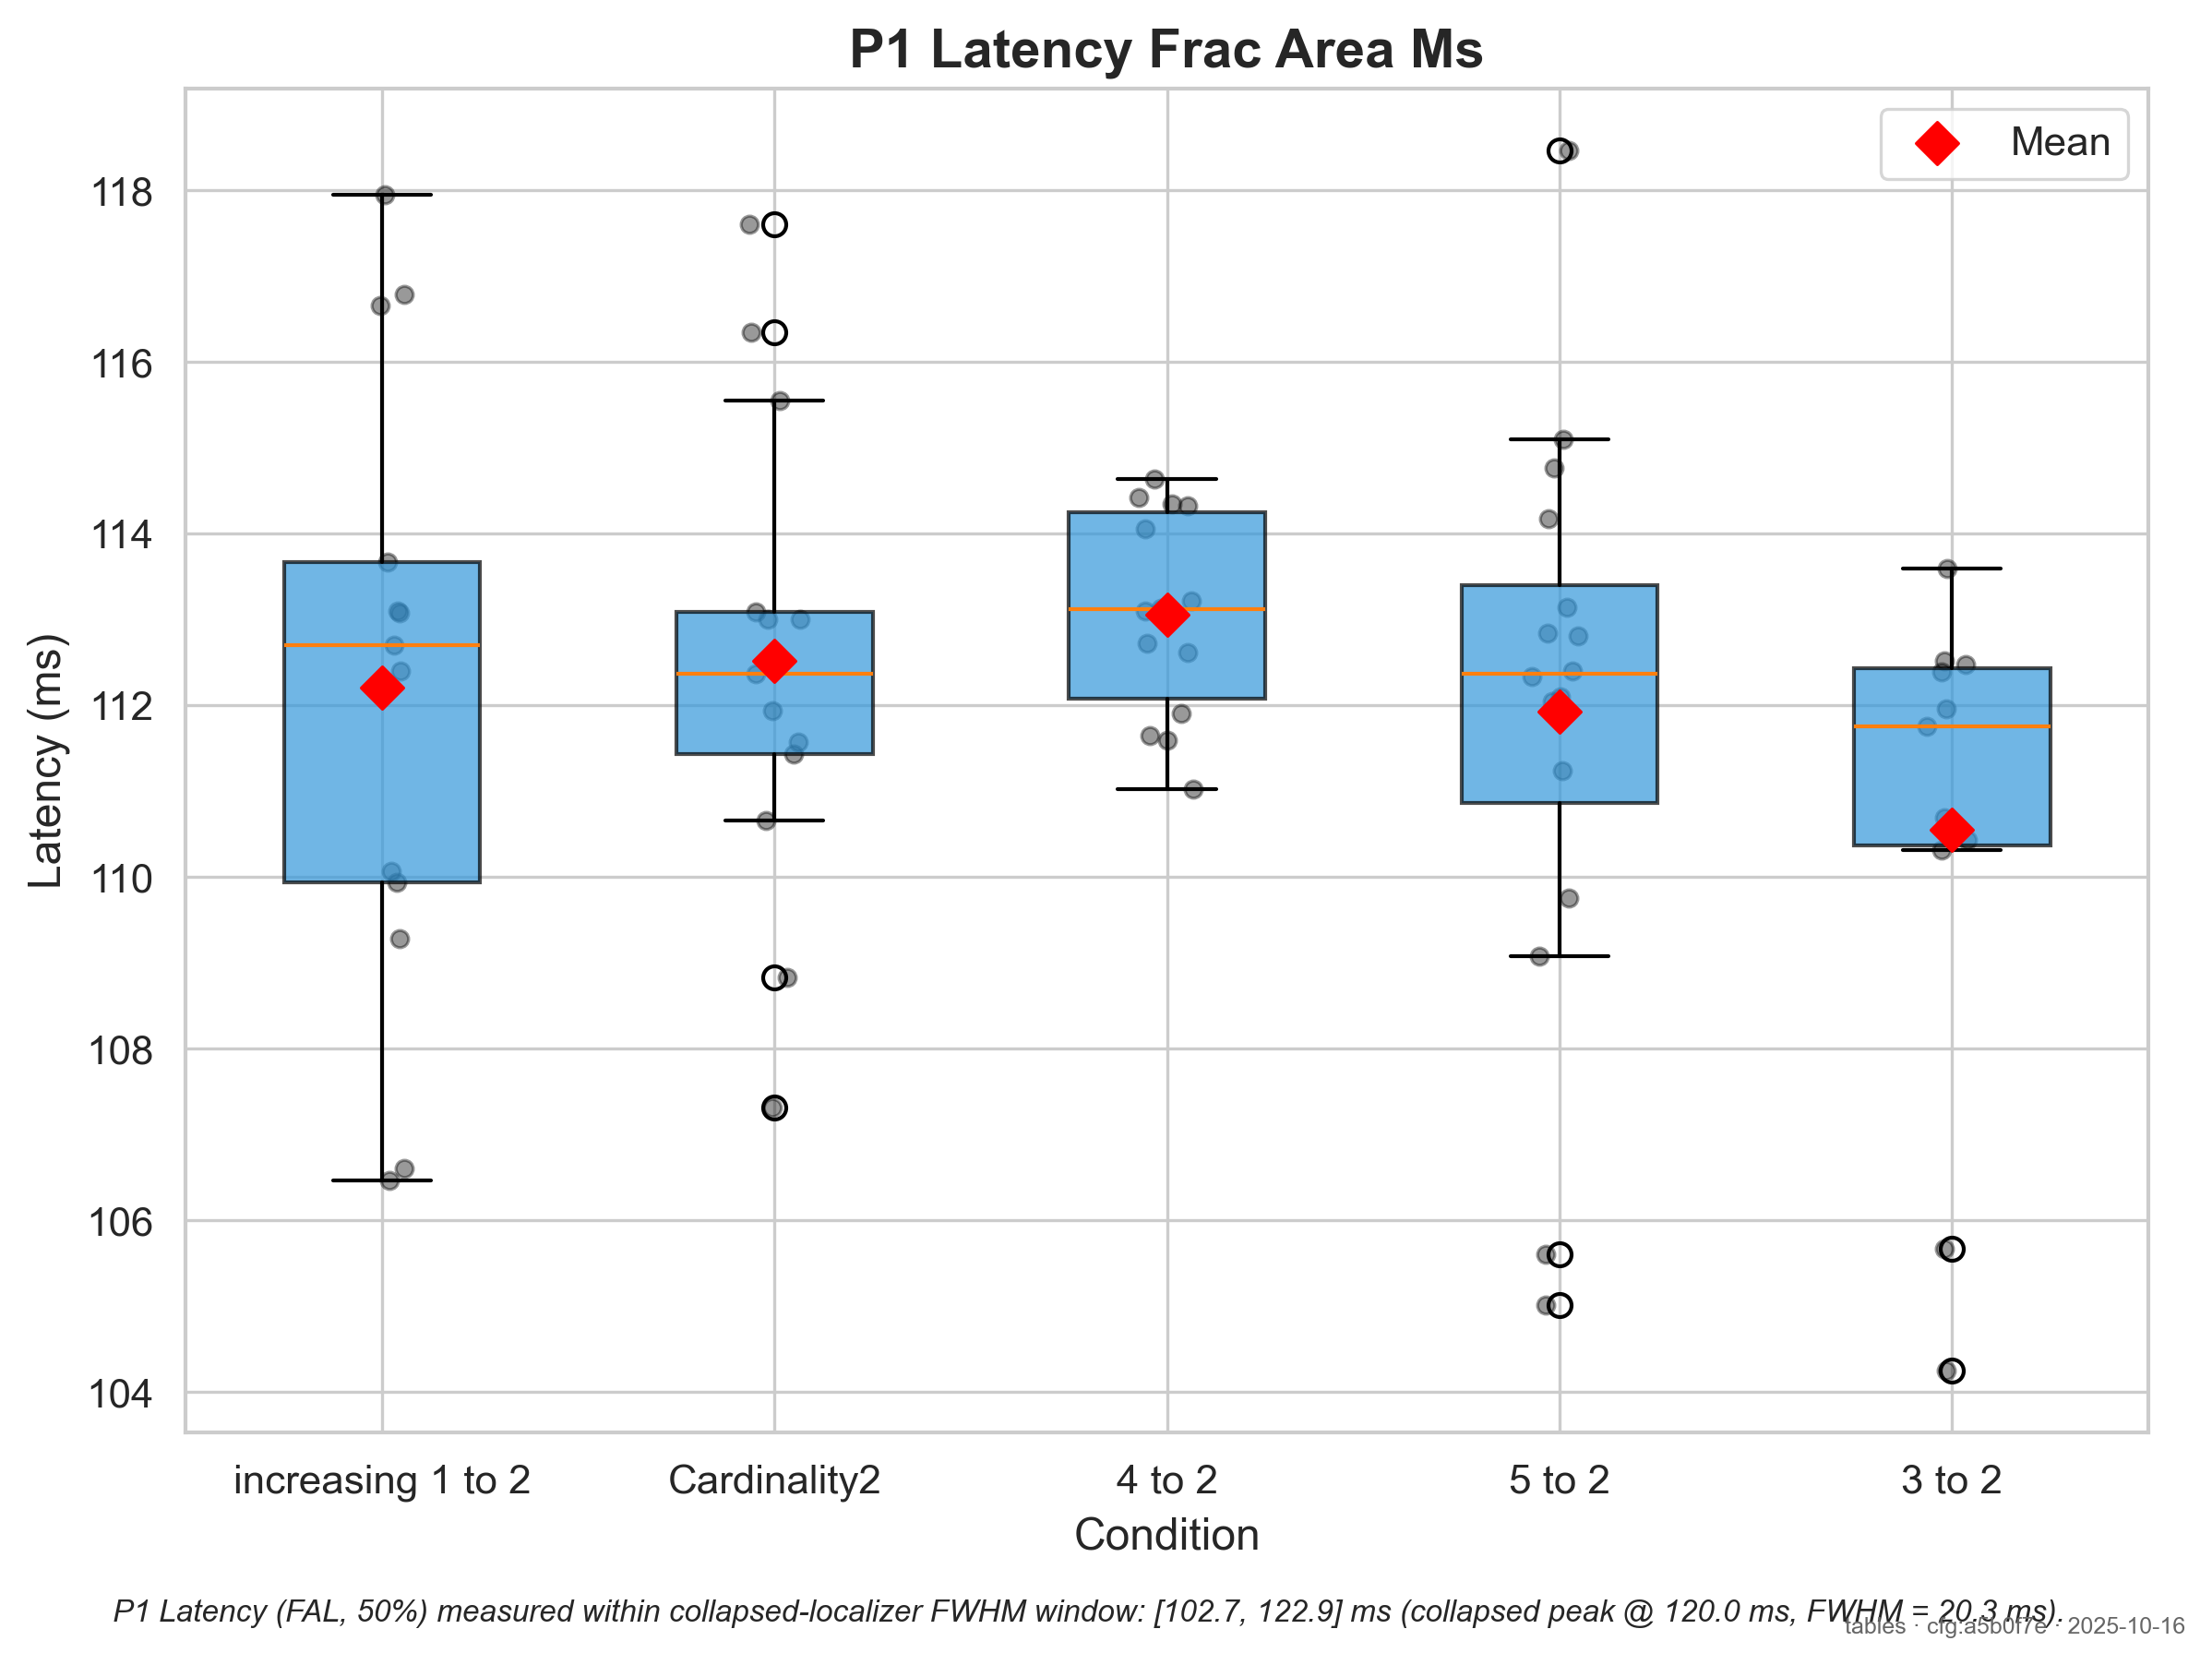 P1 Latency Frac Area Ms
Mean
118
116
114
112
110
108
106
104
Latency (ms)
increasing 1 to 2
Cardinality2
4 to 2
5 to 2
3 to 2
Condition
P1 Latency (FAL, 50%) measured within collapsed-localizer FWHM window: [102.7, 122.9] ms (collapsed peak @ 120.0 ms, FWHM = 20.3 ms).
tables · cfg:a5b0f7e · 2025-10-16